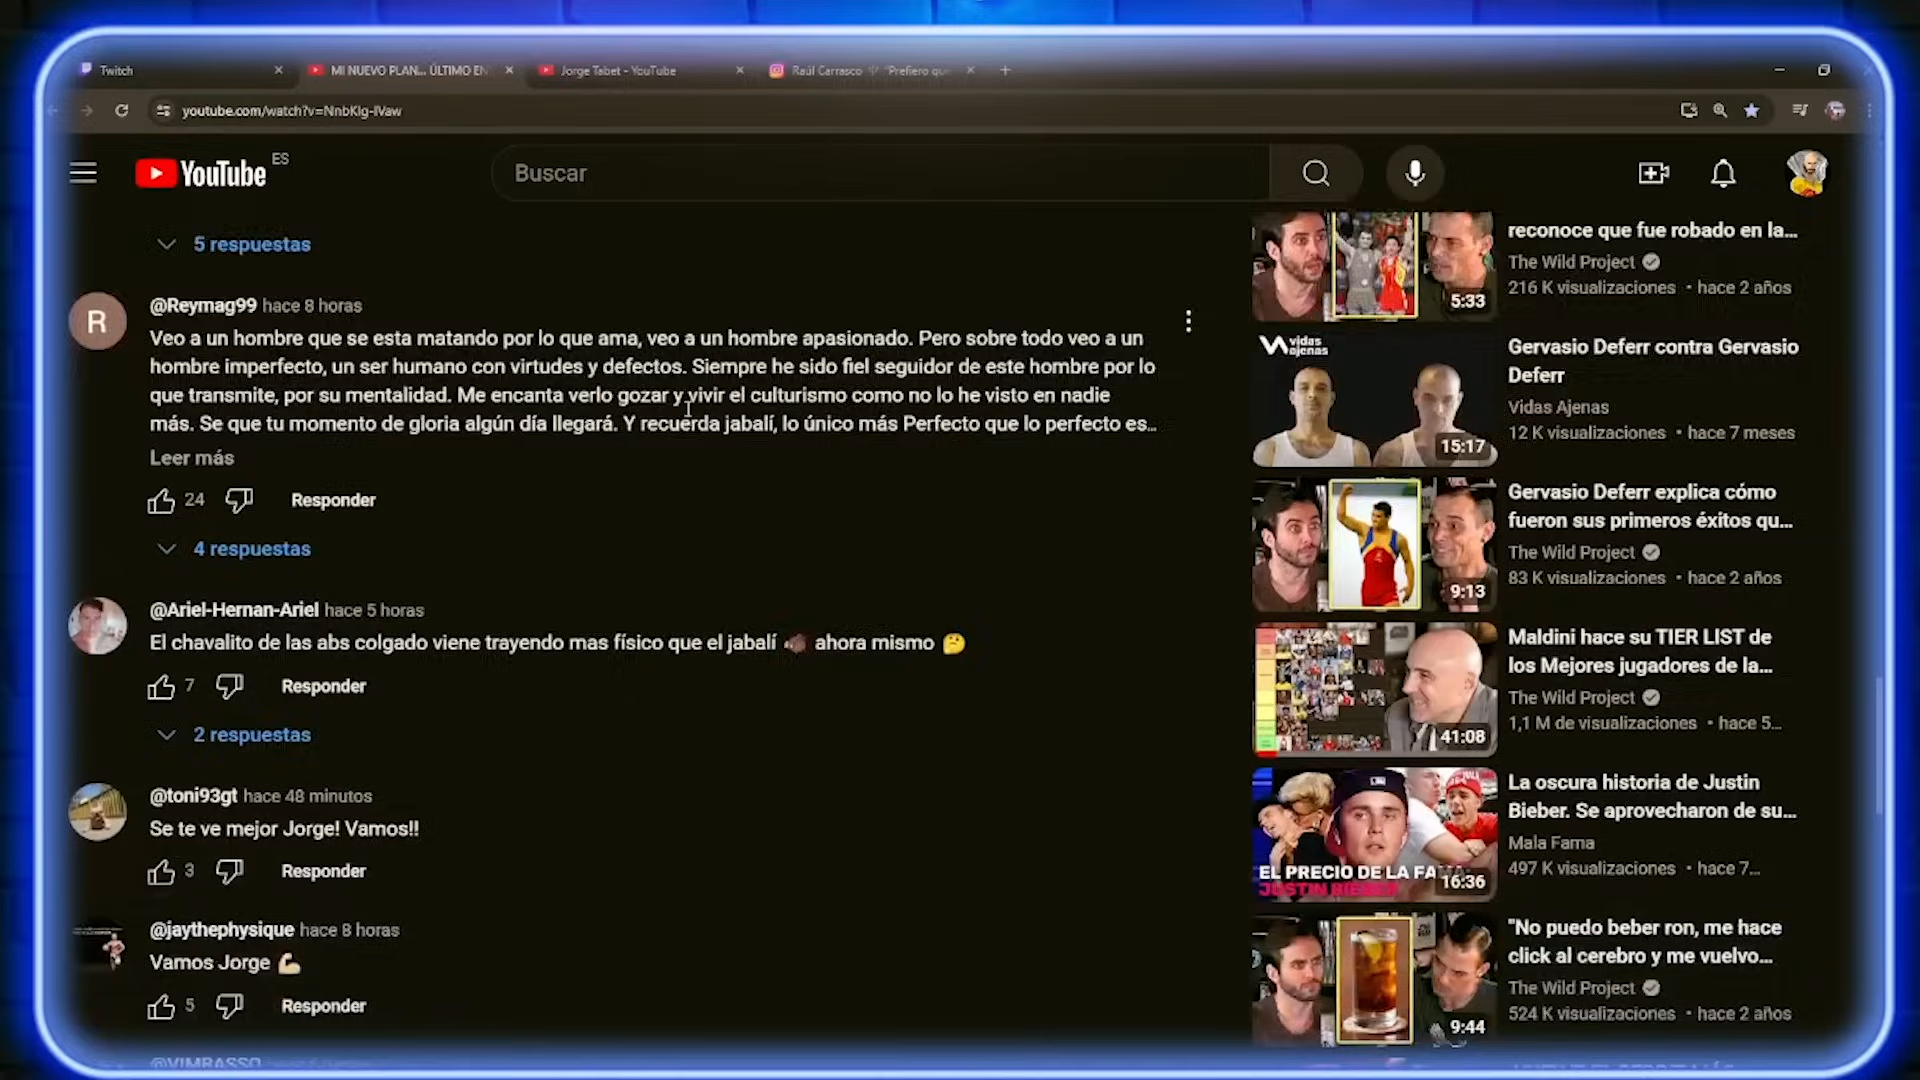 Twitch
MI NUEVO PLAN... ÚLTIMO EN
Jorge Tabet - YouTube
Raúl Carrasco "Prefiero que
youtube.com/watch?v=NnbKlg-lVaw
YouTube ES
Buscar
5 respuestas
@Reymag99 hace 8 horas
Veo a un hombre que se esta matando por lo que ama, veo a un hombre apasionado. Pero sobre todo veo a un
hombre imperfecto, un ser humano con virtudes y defectos. Siempre he sido fiel seguidor de este hombre por lo
que transmite, por su mentalidad. Me encanta verlo gozar y vivir el culturismo como no lo he visto en nadie
más. Se que tu momento de gloria algún día llegará. Y recuerda jabalí, lo único más Perfecto que lo perfecto es...
Leer más
24 Responder
4 respuestas
@Ariel-Hernan-Ariel hace 5 horas
El chavalito de las abs colgado viene trayendo mas físico que el jabalí 🐗 ahora mismo 🤔
7 Responder
2 respuestas
@toni93gt hace 48 minutos
Se te ve mejor Jorge! Vamos!!
3 Responder
@jaythephysique hace 8 horas
Vamos Jorge 💪🏼
5 Responder
@VIMBASSO
R
reconoce que fue robado en la...
The Wild Project
216 K visualizaciones • hace 2 años
5:33
vidas
ajenas
Gervasio Deferr contra Gervasio
Deferr
Vidas Ajenas
12 K visualizaciones • hace 7 meses
15:17
Gervasio Deferr explica cómo
fueron sus primeros éxitos qu...
The Wild Project
83 K visualizaciones • hace 2 años
9:13
Maldini hace su TIER LIST de
los Mejores jugadores de la...
The Wild Project
1,1 M de visualizaciones • hace 5...
41:08
La oscura historia de Justin
Bieber. Se aprovecharon de su...
Mala Fama
497 K visualizaciones • hace 7...
EL PRECIO DE LA FAMA
JUSTIN BIEBER
16:36
"No puedo beber ron, me hace
click al cerebro y me vuelvo...
The Wild Project
524 K visualizaciones • hace 2 años
9:44